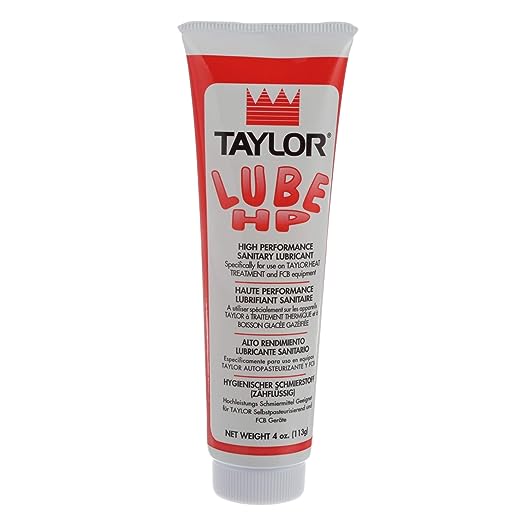 TAYLOR®
LUBE
HP
HIGH PERFORMANCE
SANITARY LUBRICANT
Specifically for use on TAYLOR HEAT
TREATMENT and FCB equipment
HAUTE PERFORMANCE
LUBRIFIANT SANITAIRE
A utiliser spécialement sur les appareils
TAYLOR à TRAITEMENT THERMIQUE et à
BOISSON GLACÉE GAZÉIFIÉE
ALTO RENDIMIENTO
LUBRICANTE SANITARIO
Específicamente para uso en equipos
TAYLOR AUTOPASTEURIZANTE Y FCB
HYGIENISCHER SCHMIERSTOFF
(ZÄHFLÜSSIG)
Hochleistungs Schmiermittel Geeignet
für TAYLOR Selbstpasteurisierend und
FCB Geräte
NET WEIGHT 4 oz. (113g)